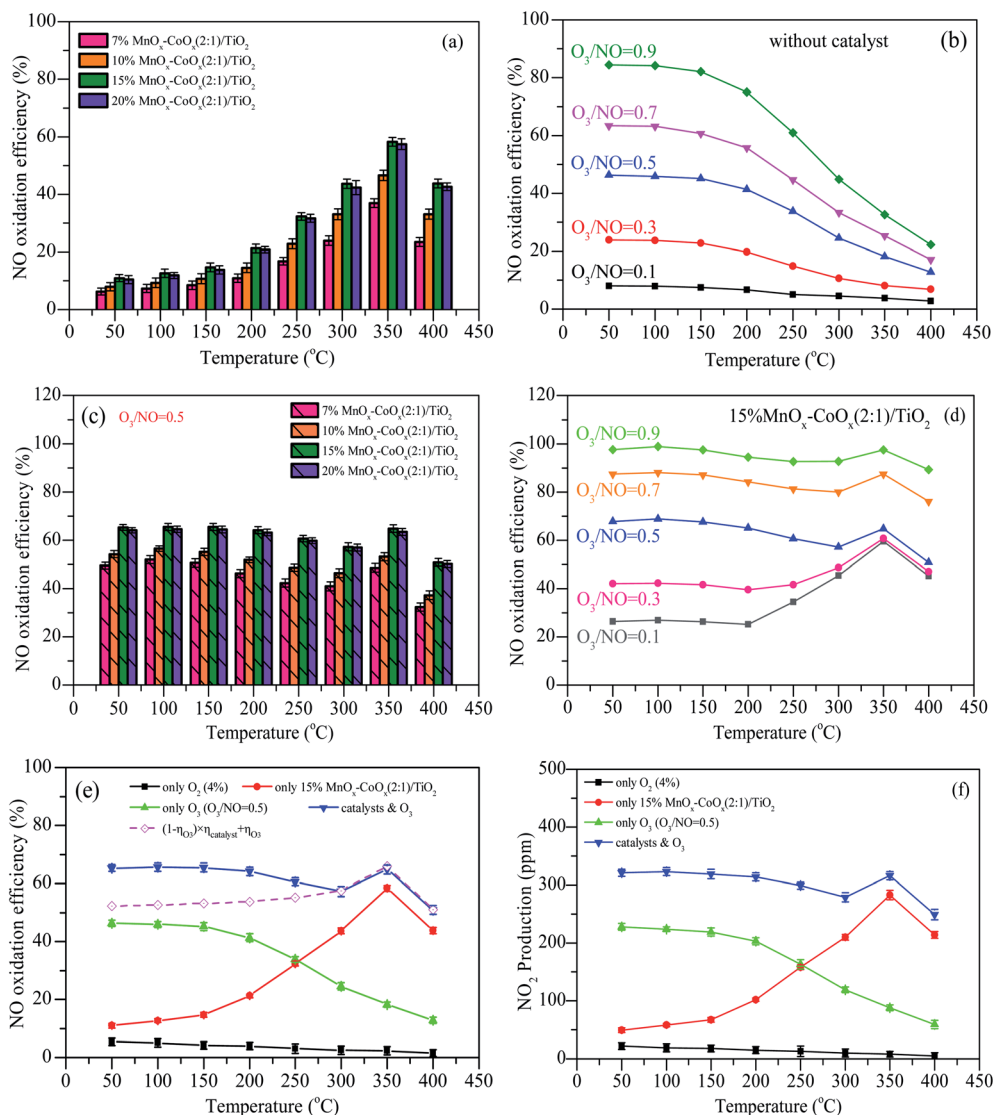 (a)
7% MnOx-CoOx(2:1)/TiO2
10% MnOx-CoOx(2:1)/TiO2
15% MnOx-CoOx(2:1)/TiO2
20% MnOx-CoOx(2:1)/TiO2
NO oxidation efficiency (%)
100
80
60
40
20
0
0 50 100 150 200 250 300 350 400 450
Temperature (°C)
(b)
without catalyst
O3/NO=0.9
O3/NO=0.7
O3/NO=0.5
O3/NO=0.3
O3/NO=0.1
NO oxidation efficiency (%)
100
80
60
40
20
0
0 50 100 150 200 250 300 350 400 450
Temperature (°C)
(c)
O3/NO=0.5
7% MnOx-CoOx(2:1)/TiO2
10% MnOx-CoOx(2:1)/TiO2
15% MnOx-CoOx(2:1)/TiO2
20% MnOx-CoOx(2:1)/TiO2
NO oxidation efficiency (%)
120
100
80
60
40
20
0
0 50 100 150 200 250 300 350 400 450
Temperature (°C)
15%MnOx-CoOx(2:1)/TiO2 (d)
O3/NO=0.9
O3/NO=0.7
O3/NO=0.5
O3/NO=0.3
O3/NO=0.1
NO oxidation efficiency (%)
120
100
80
60
40
20
0
0 50 100 150 200 250 300 350 400 450
Temperature (°C)
(e)
only O2 (4%) only 15% MnOx-CoOx(2:1)/TiO2
only O3 (O3/NO=0.5) catalysts & O3
(1-ηO3)×ηcatalyst+ηO3
NO oxidation efficiency (%)
100
80
60
40
20
0
0 50 100 150 200 250 300 350 400 450
Temperature (°C)
(f)
only O2 (4%)
only 15% MnOx-CoOx(2:1)/TiO2
only O3 (O3/NO=0.5)
catalysts & O3
NO2 Production (ppm)
500
400
300
200
100
0
0 50 100 150 200 250 300 350 400 450
Temperature (°C)